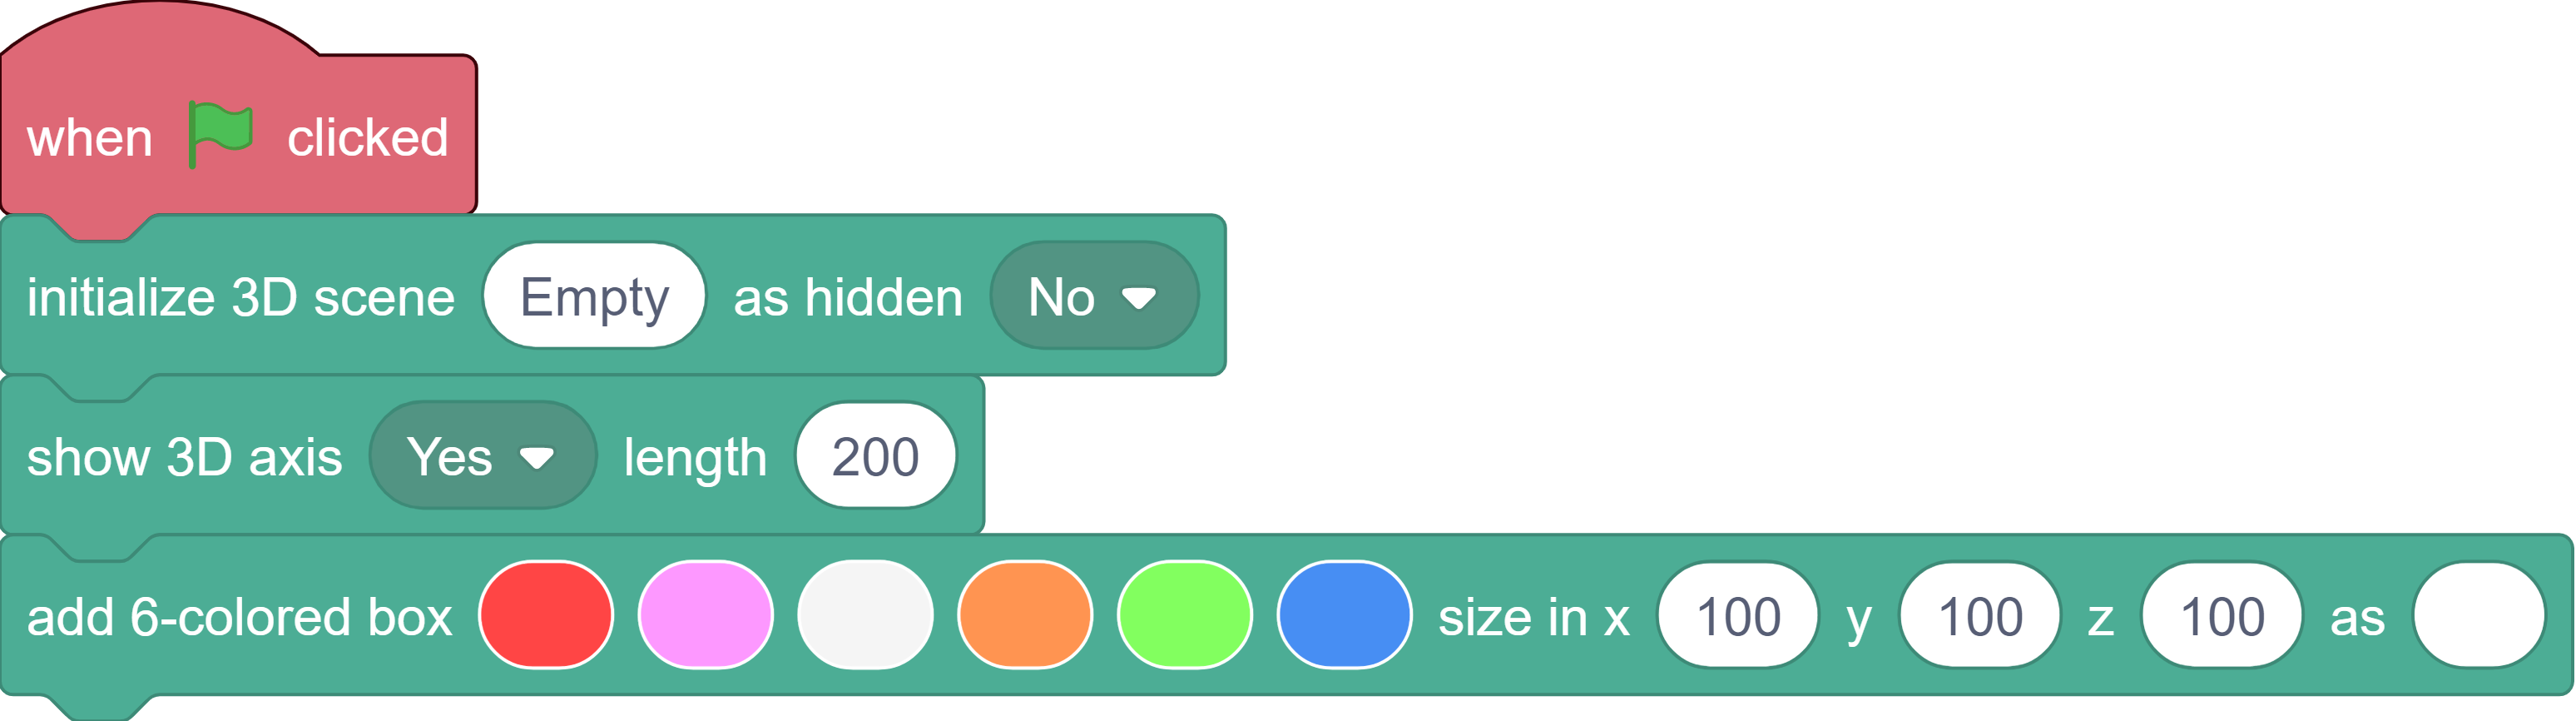 when clicked
initialize 3D scene Empty as hidden No
show 3D axis Yes length 200
add 6-colored box size in x 100 y 100 z 100 as